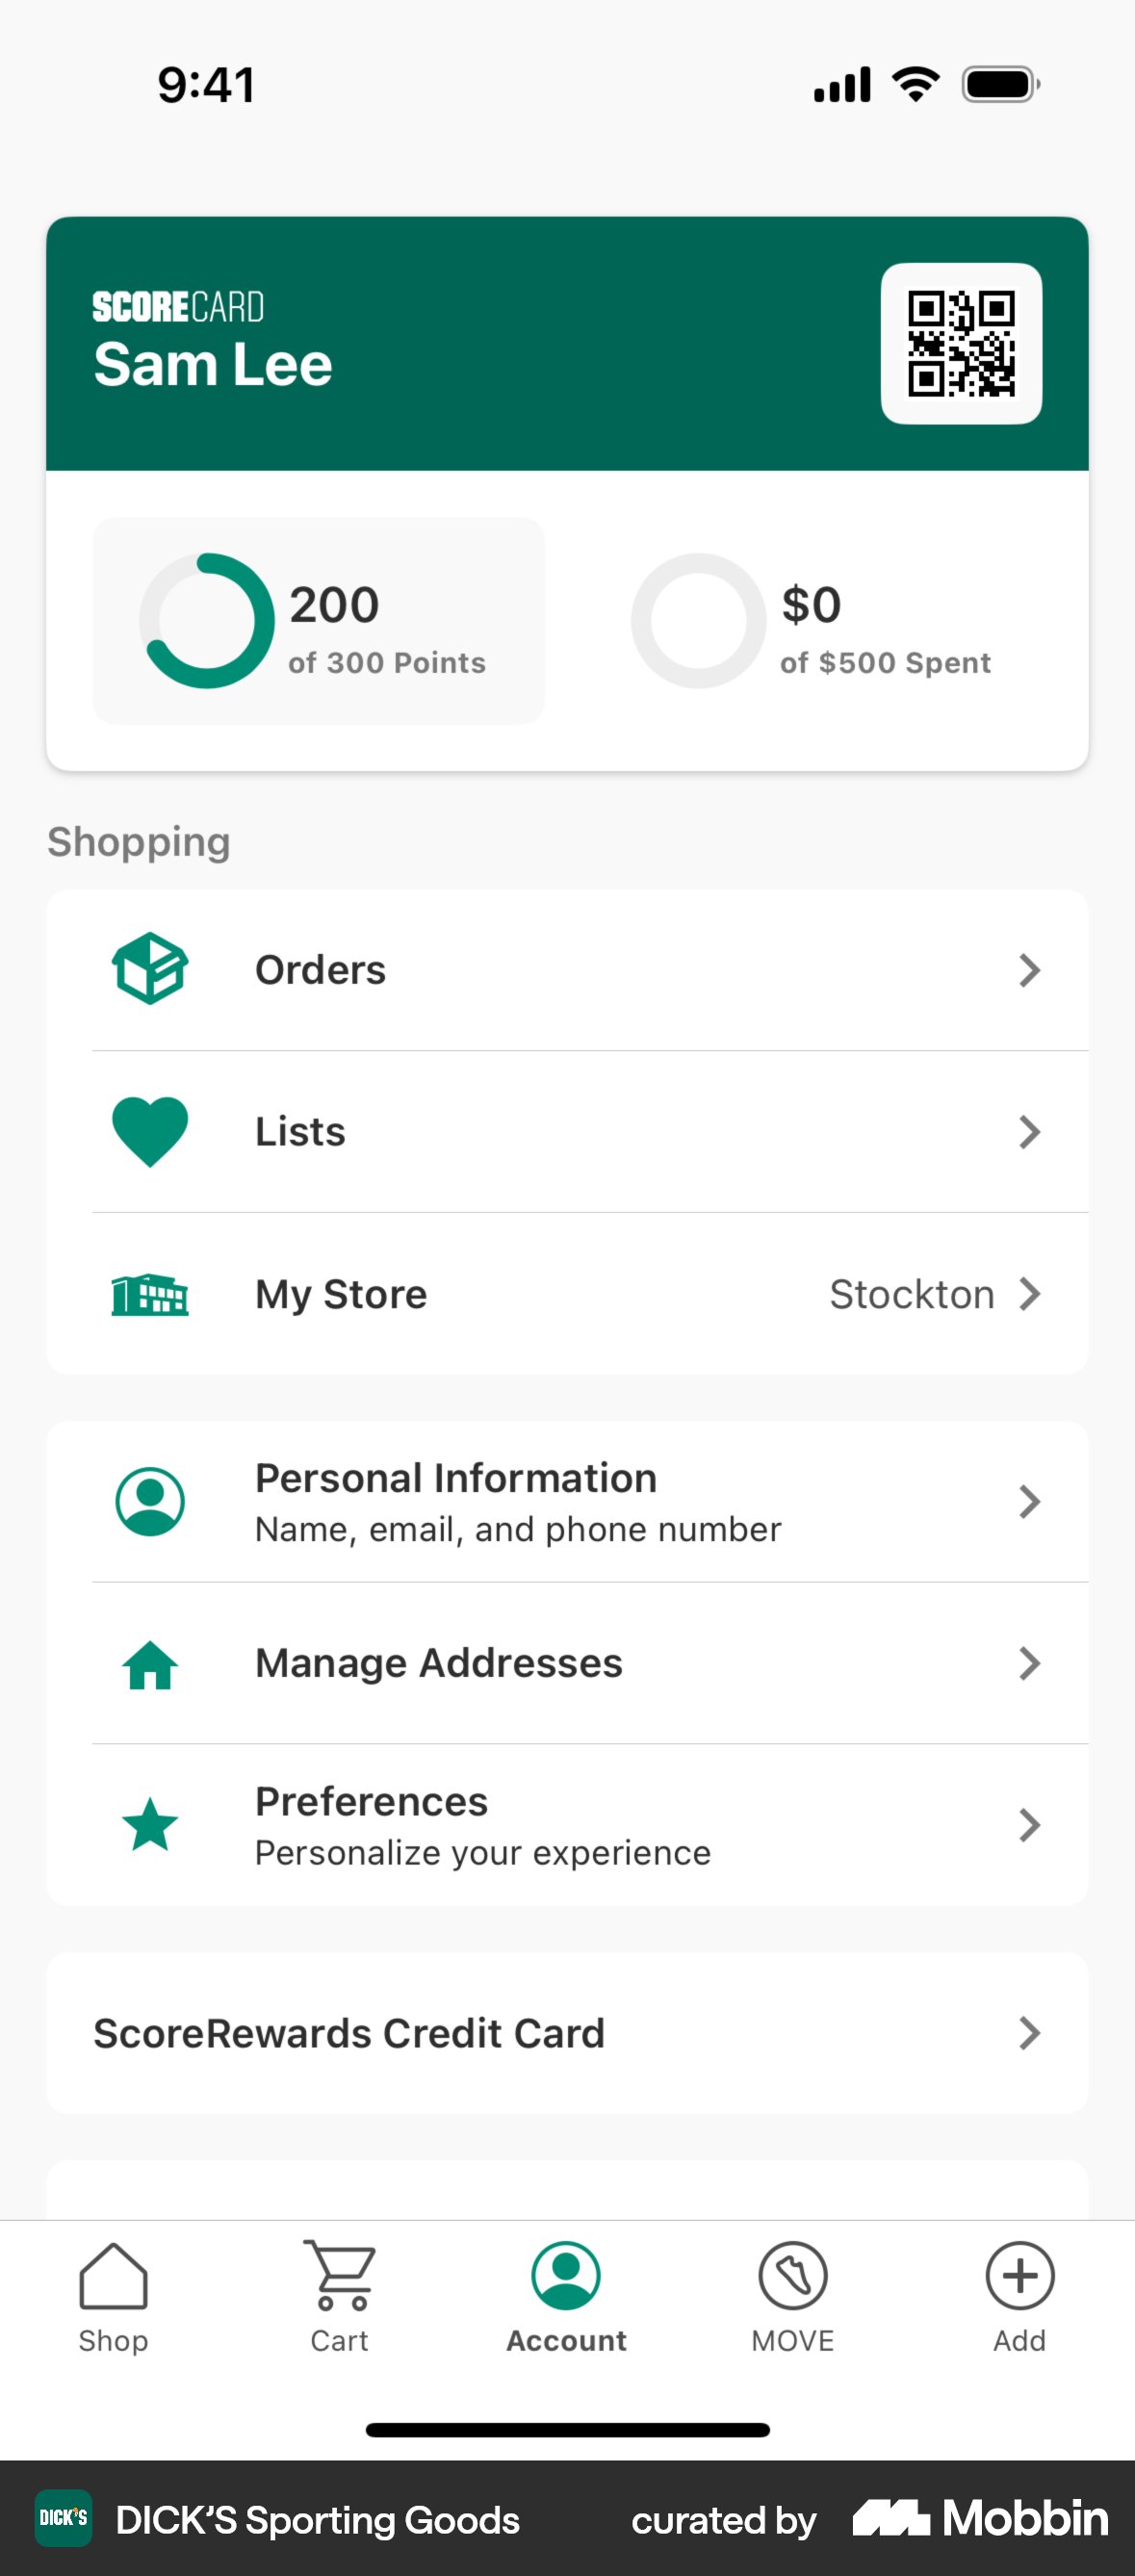 9:41
SCORECARD
Sam Lee
200
of 300 Points
$0
of $500 Spent
Shopping
Orders
Lists
My Store
Stockton
Personal Information
Name, email, and phone number
Manage Addresses
Preferences
Personalize your experience
ScoreRewards Credit Card
Shop
Cart
Account
MOVE
Add
DICK'S
DICK'S Sporting Goods
curated by
Mobbin